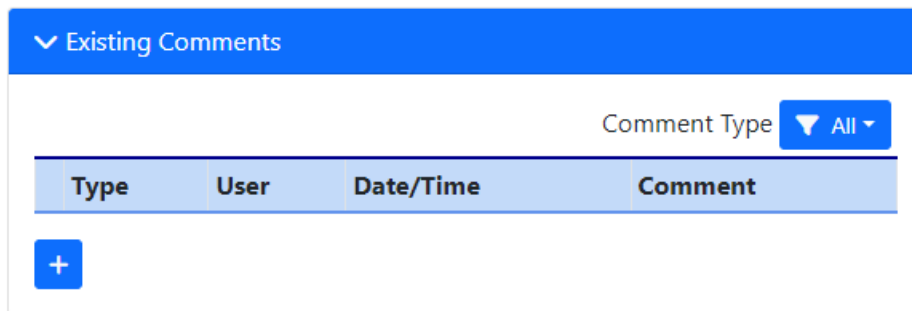 Existing Comments
Comment Type All
Type User Date/Time Comment
+